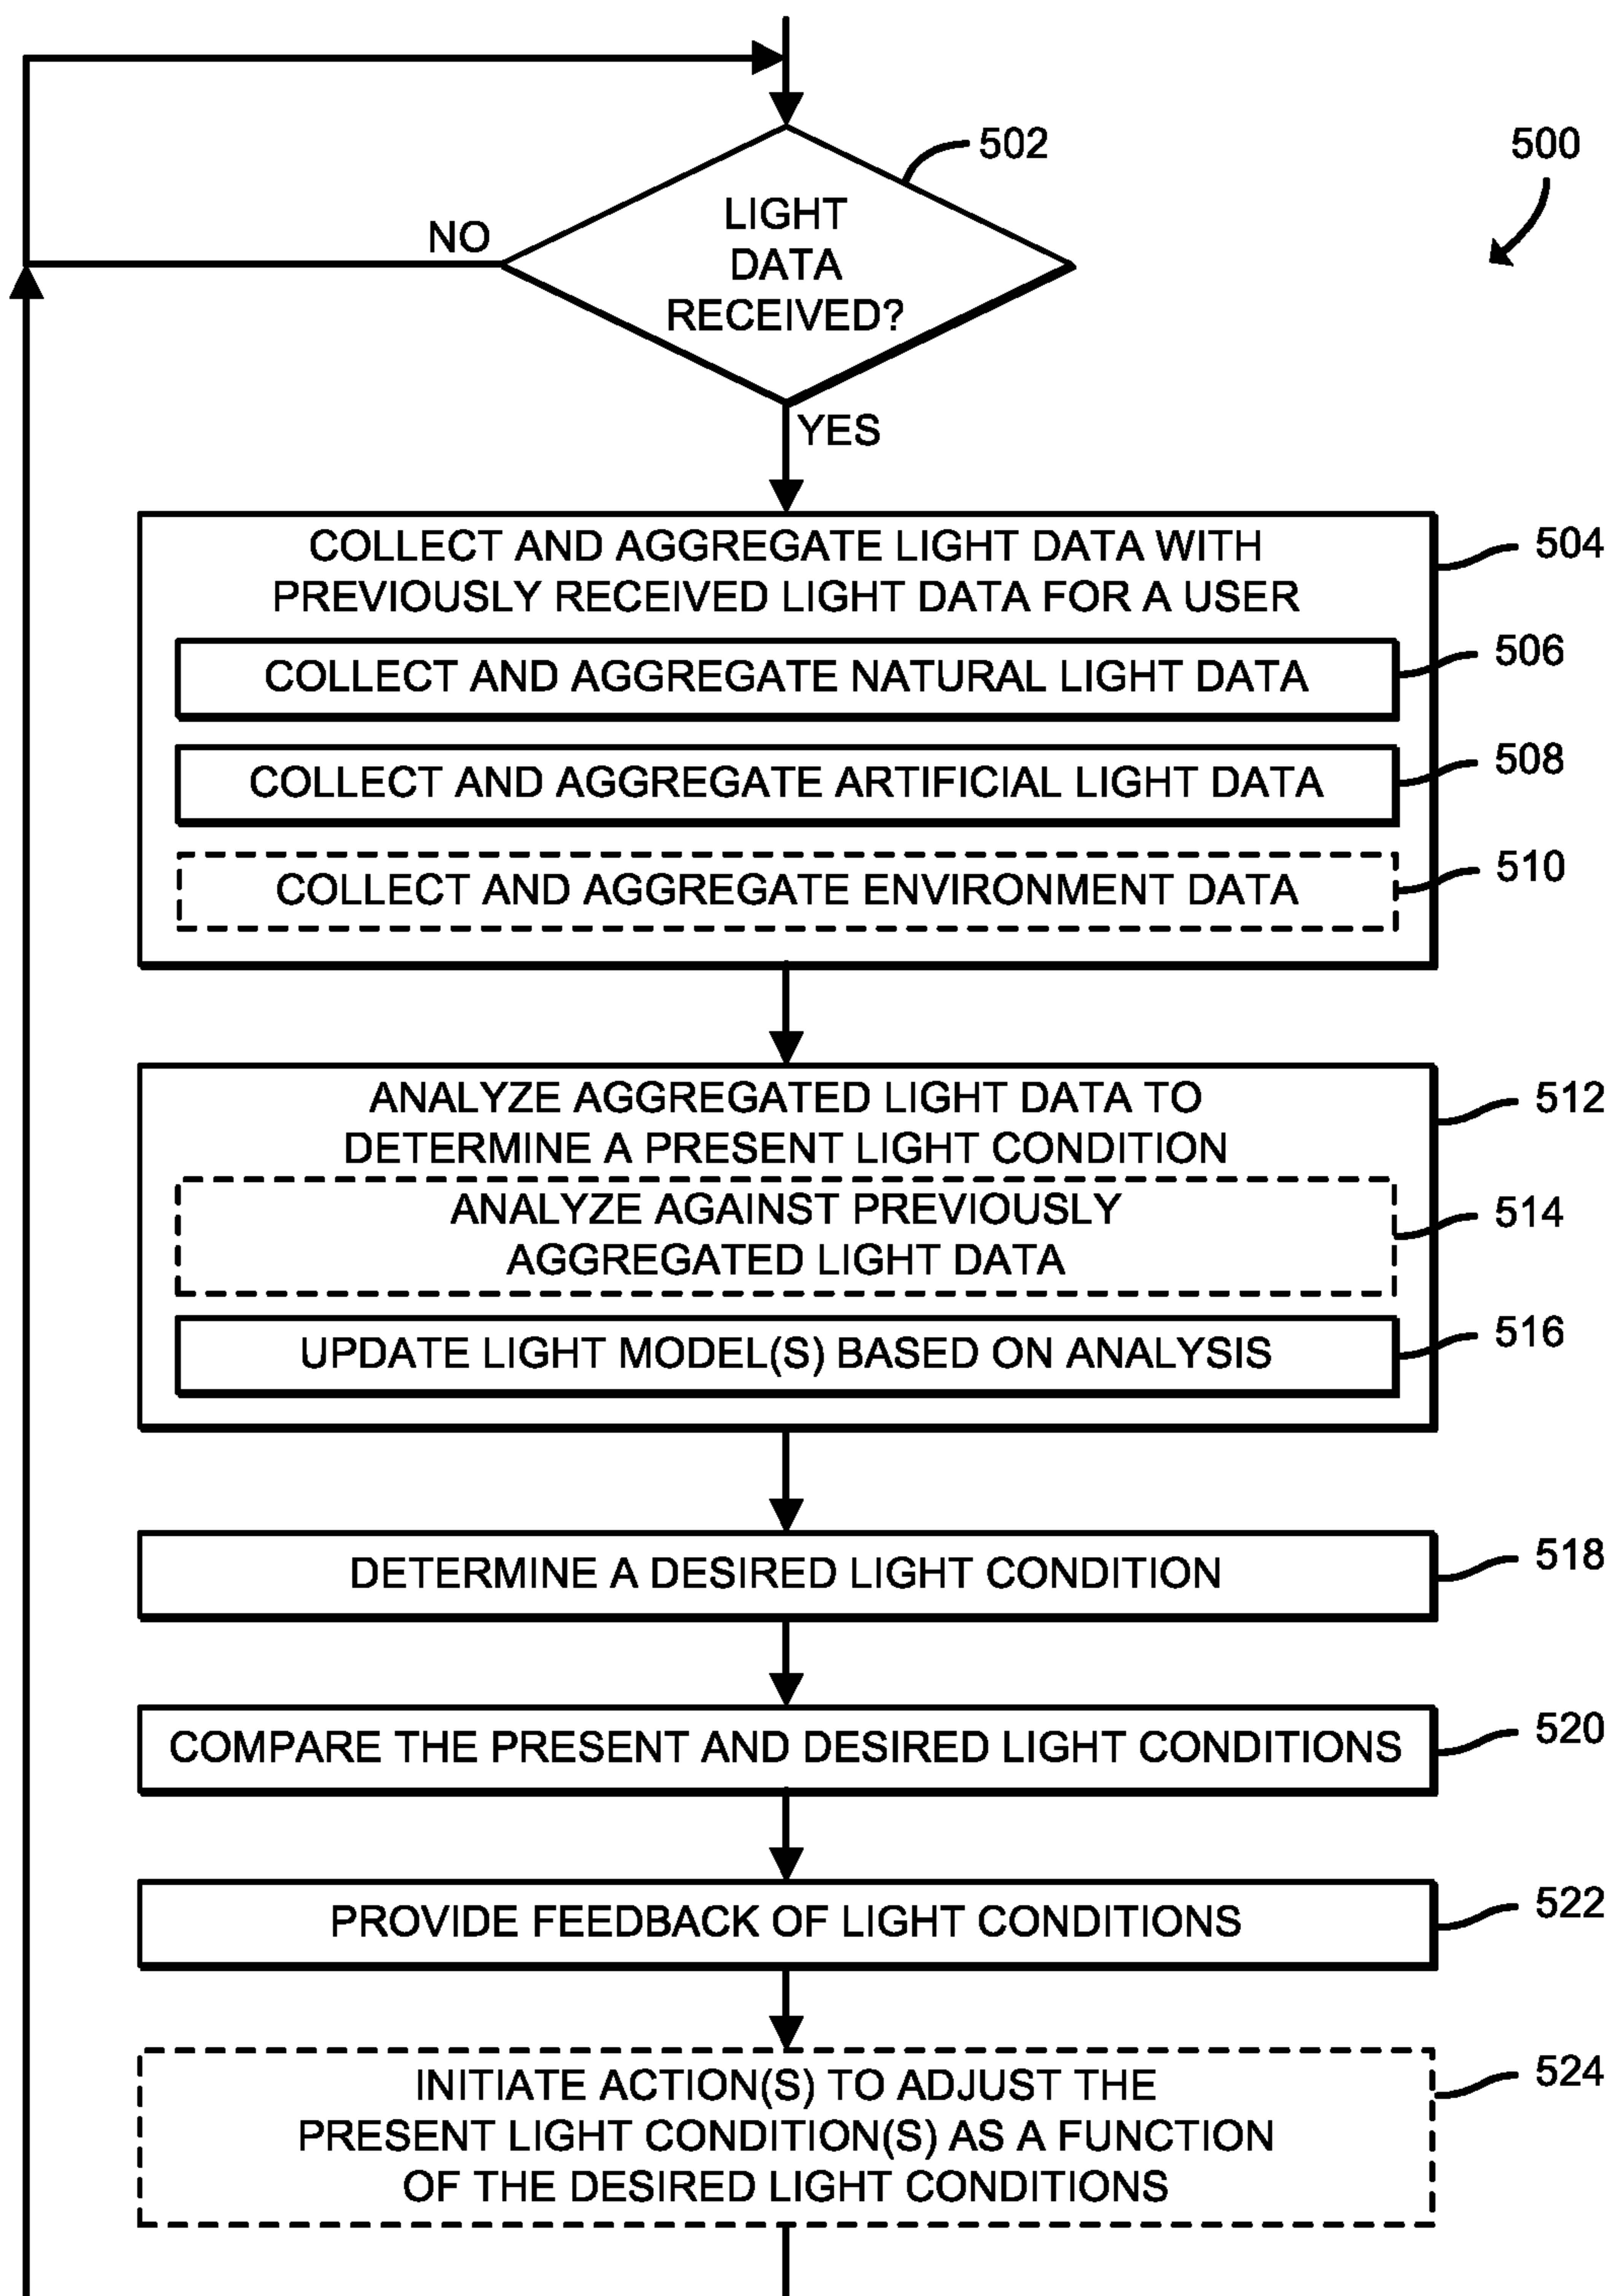 502
500
LIGHT
DATA
RECEIVED?
NO
YES
COLLECT AND AGGREGATE LIGHT DATA WITH
PREVIOUSLY RECEIVED LIGHT DATA FOR A USER
504
COLLECT AND AGGREGATE NATURAL LIGHT DATA
506
COLLECT AND AGGREGATE ARTIFICIAL LIGHT DATA
508
COLLECT AND AGGREGATE ENVIRONMENT DATA
510
ANALYZE AGGREGATED LIGHT DATA TO
DETERMINE A PRESENT LIGHT CONDITION
512
ANALYZE AGAINST PREVIOUSLY
AGGREGATED LIGHT DATA
514
UPDATE LIGHT MODEL(S) BASED ON ANALYSIS
516
DETERMINE A DESIRED LIGHT CONDITION
518
COMPARE THE PRESENT AND DESIRED LIGHT CONDITIONS
520
PROVIDE FEEDBACK OF LIGHT CONDITIONS
522
INITIATE ACTION(S) TO ADJUST THE
PRESENT LIGHT CONDITION(S) AS A FUNCTION
OF THE DESIRED LIGHT CONDITIONS
524